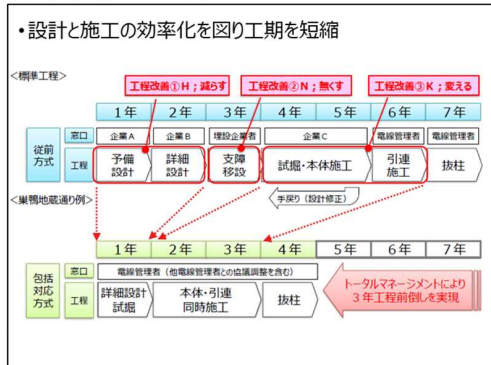 ・設計と施工の効率化を図り工期を短縮
<標準工程>
工程改善①H；減らす
工程改善②N；無くす
工程改善③K；変える
1年 2年 3年 4年 5年 6年 7年
従前方式
窓口 企業A 企業B 埋設企業者 企業C 電線管理者 電線管理者
工程 予備設計 詳細設計 支障移設 試掘・本体施工 引連施工 抜柱
手戻り（設計修正）
<巣鴨地蔵通り例>
1年 2年 3年 4年 5年 6年 7年
包括対応方式
窓口 電線管理者（他電線管理者との協議調整を含む）
工程 詳細設計試掘 本体・引連同時施工 抜柱
トータルマネージメントにより
3年工程前倒しを実現